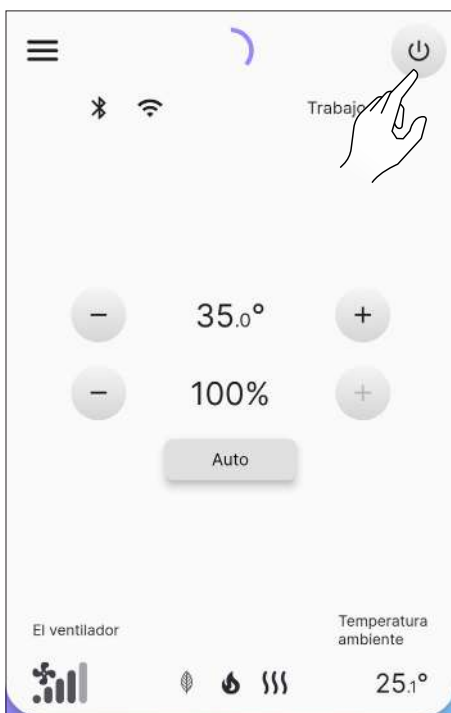 Trabajo
− 35.0° +
− 100% +
Auto
El ventilador
Temperatura
ambiente
25.1°